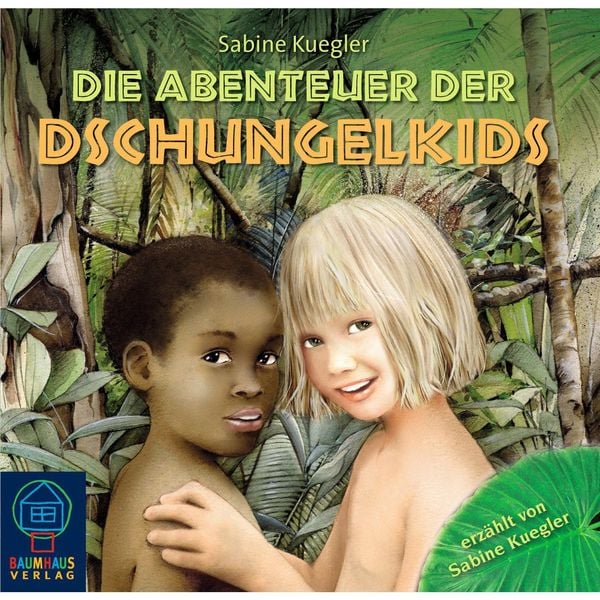 Sabine Kuegler
DIE ABENTEUER DER
DSCHUNGELKIDS
erzählt von
Sabine Kuegler
BAUMHAUS
VERLAG